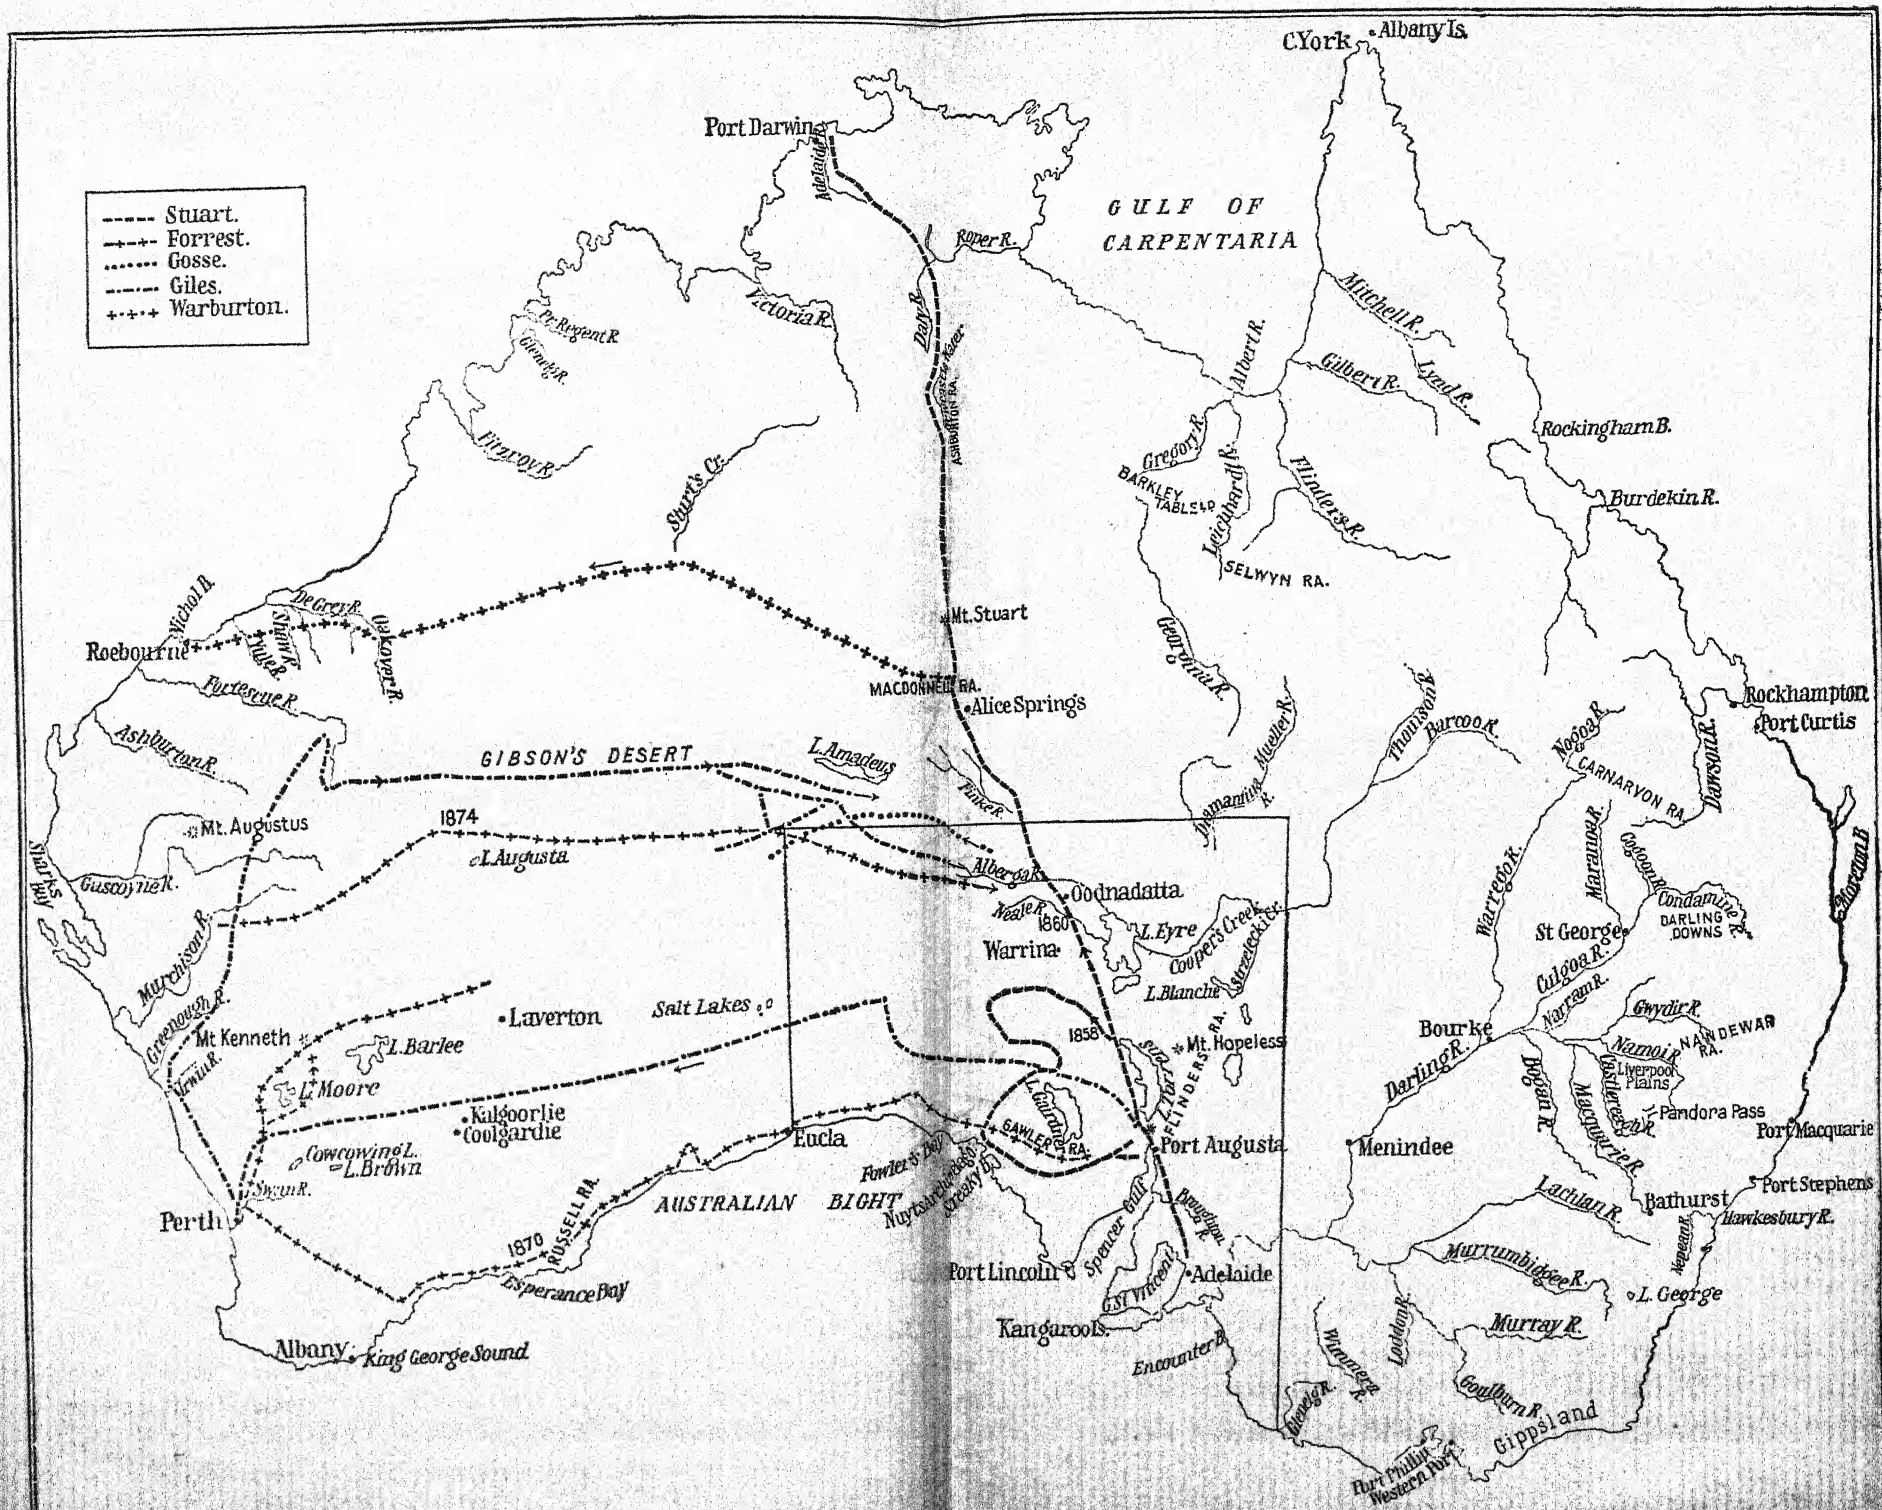 C.York
Albany Is.
Port Darwin
Adelaide R.
Stuart.
Forrest.
Gosse.
Giles.
Warburton.
GULF OF
CARPENTARIA
Roper R.
Daly R.
Victoria R.
Pr. Regent R.
Glenelg R.
Fitzroy R.
Sturt's Cr.
ASHBURTON RA.
Mitchell R.
Lynd R.
Gilbert R.
Albert R.
Gregory R.
BARKLEY
TABLELD
Leichhardt R.
Flinders R.
SELWYN RA.
Rockingham B.
Burdekin R.
Nichol B.
Roebourne
De Grey R.
Shaw R.
Yule R.
Oakover R.
Fortescue R.
Ashburton R.
Mt. Stuart
MACDONNELL RA.
Alice Springs
Georgina R.
Mueller R.
Diamantina
R.
Thomson R.
Barcoo R.
Nogoa R.
CARNARVON RA.
Dawson R.
Rockhampton
Port Curtis
GIBSON'S DESERT
L. Amadeus
Finke R.
1874
Mt. Augustus
L. Augusta
Sharks
Bay
Gascoyne R.
Murchison R.
Alberga R.
Oodnadatta
Neale R.
1860
Warrina
L. Eyre
Cooper's Creek
Strzelecki Cr.
L. Blanche
Warrego R.
Maranoa R.
Cogoon R.
Condamine
R.
DARLING
DOWNS
Moreton B
St George
Culgoa R.
Narram R.
Gwydir R.
NANDEWAR
RA.
Namoi R.
Liverpool
Plains
Castlereagh R.
Pandora Pass
Macquarie R.
Bogan R.
Bourke
Darling R.
Menindee
Port Macquarie
Greenough R.
Irwin R.
Mt Kenneth
Laverton
L. Barlee
L. Moore
Salt Lakes
1858
L. Torrens
Mt. Hopeless
FLINDERS RA.
L. Gairdner
GAWLER RA.
Port Augusta
Kalgoorlie
Coolgardie
Cowcowing L.
L. Brown
Swan R.
Perth
Eucla
Fowler's Bay
Nuyts Archipelago
Streaky B.
AUSTRALIAN BIGHT
RUSSELL RA.
1870
Esperance Bay
Albany
King George Sound
Spencer Gulf
Broughton
R.
Port Lincoln
G. St Vincent
Adelaide
Kangaroo Is.
Encounter B.
Lachlan R.
Bathurst
Port Stephens
Hawkesbury R.
Nepean R.
Murrumbidgee R.
L. George
Murray R.
Loddon R.
Wimmera
R.
Glenelg R.
Goulburn R.
Gippsland
Port Phillip
Western Port